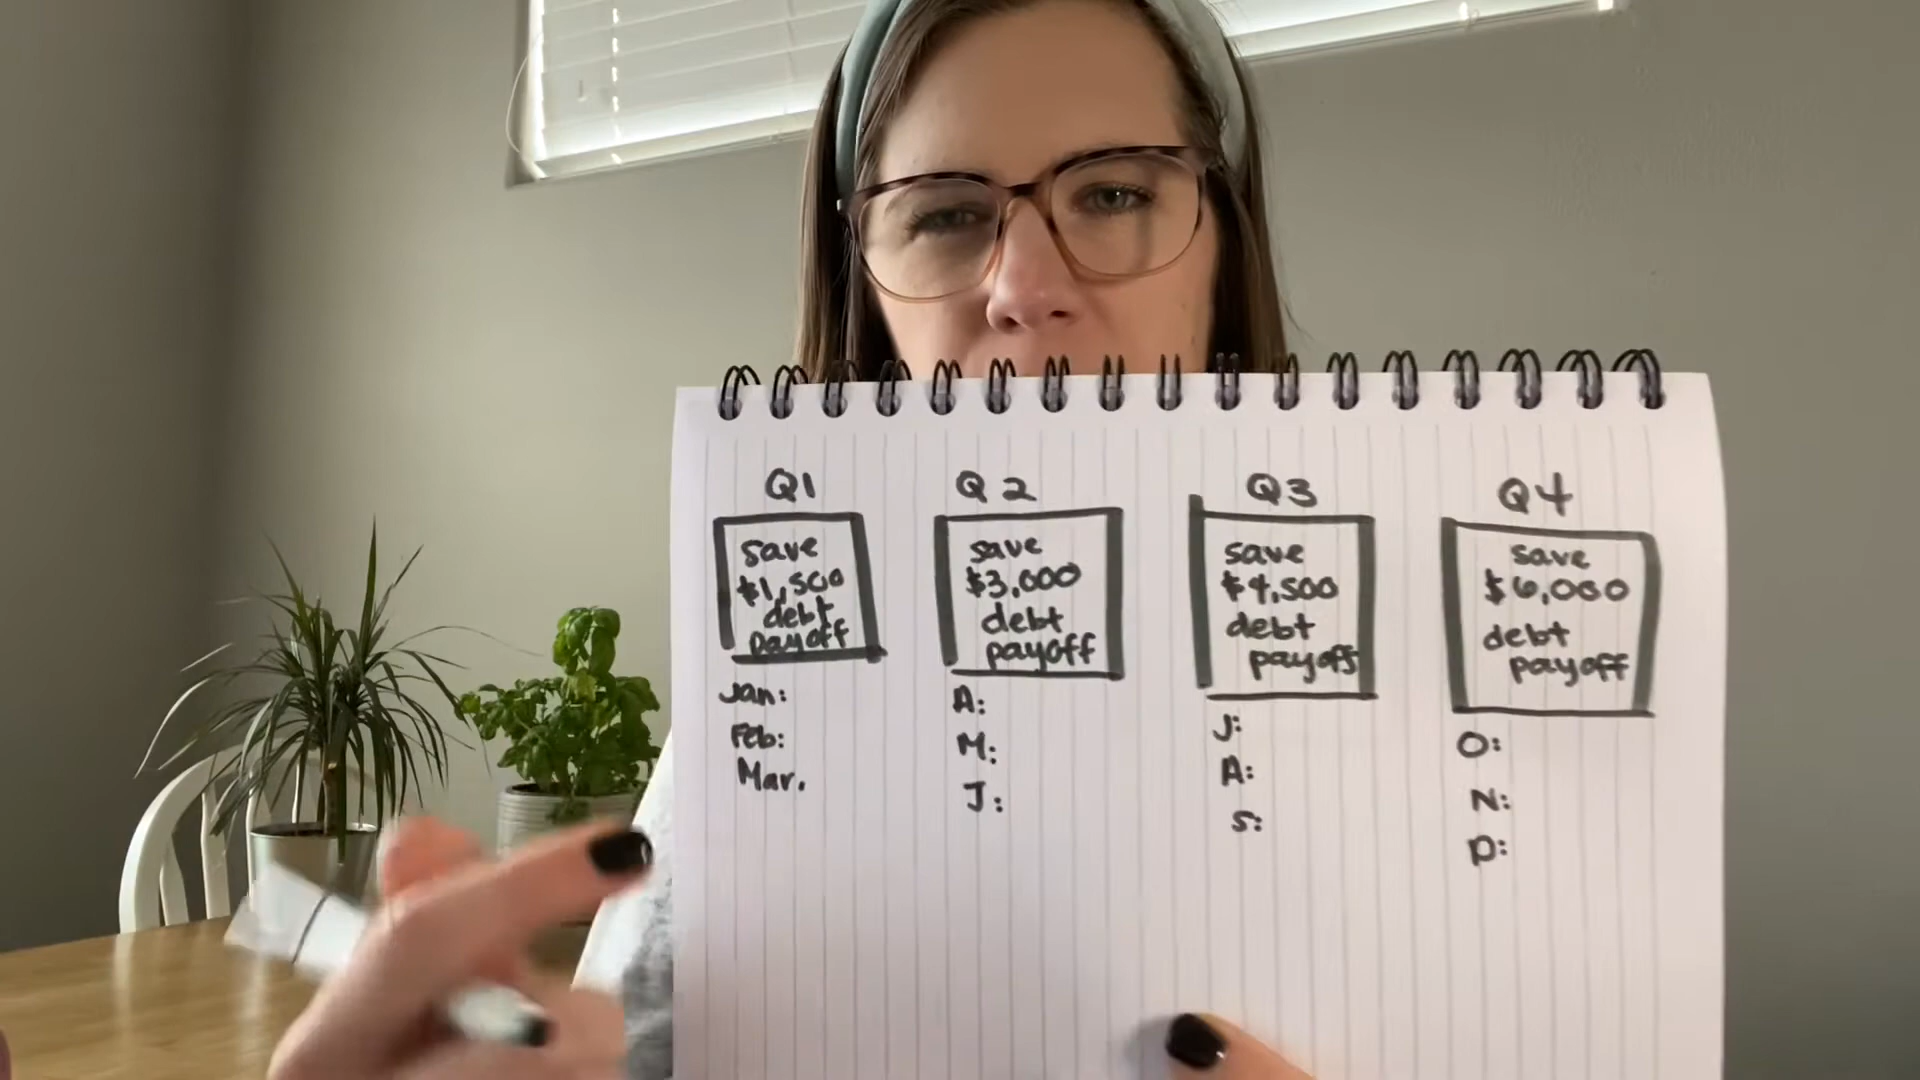 Q1
save
$1,500
debt
payoff
Jan:
Feb:
Mar.
Q2
save
$3,000
debt
payoff
A:
M:
J:
Q3
save
$4,500
debt
payoff
J:
A:
S:
Q4
save
$6,000
debt
payoff
O:
N:
D: